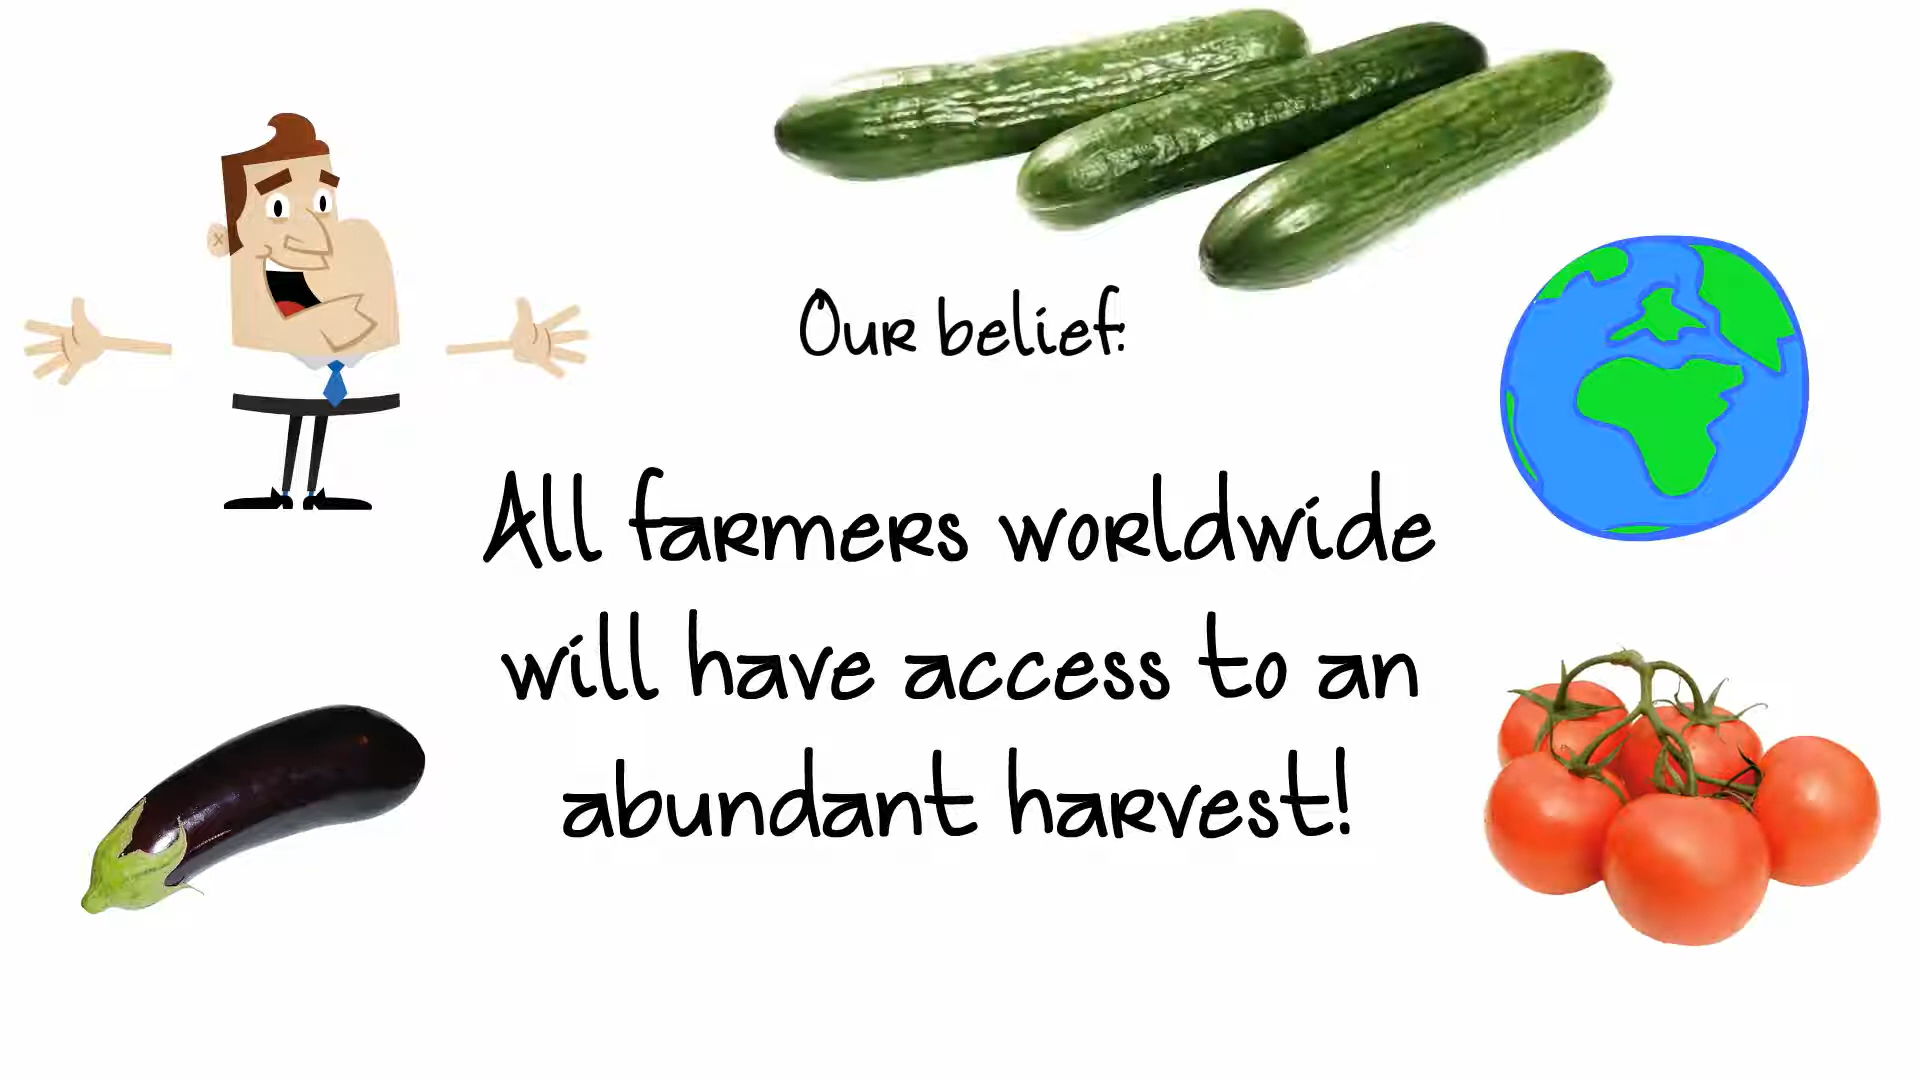 Our belief:
All farmers worldwide
will have access to an
abundant harvest!